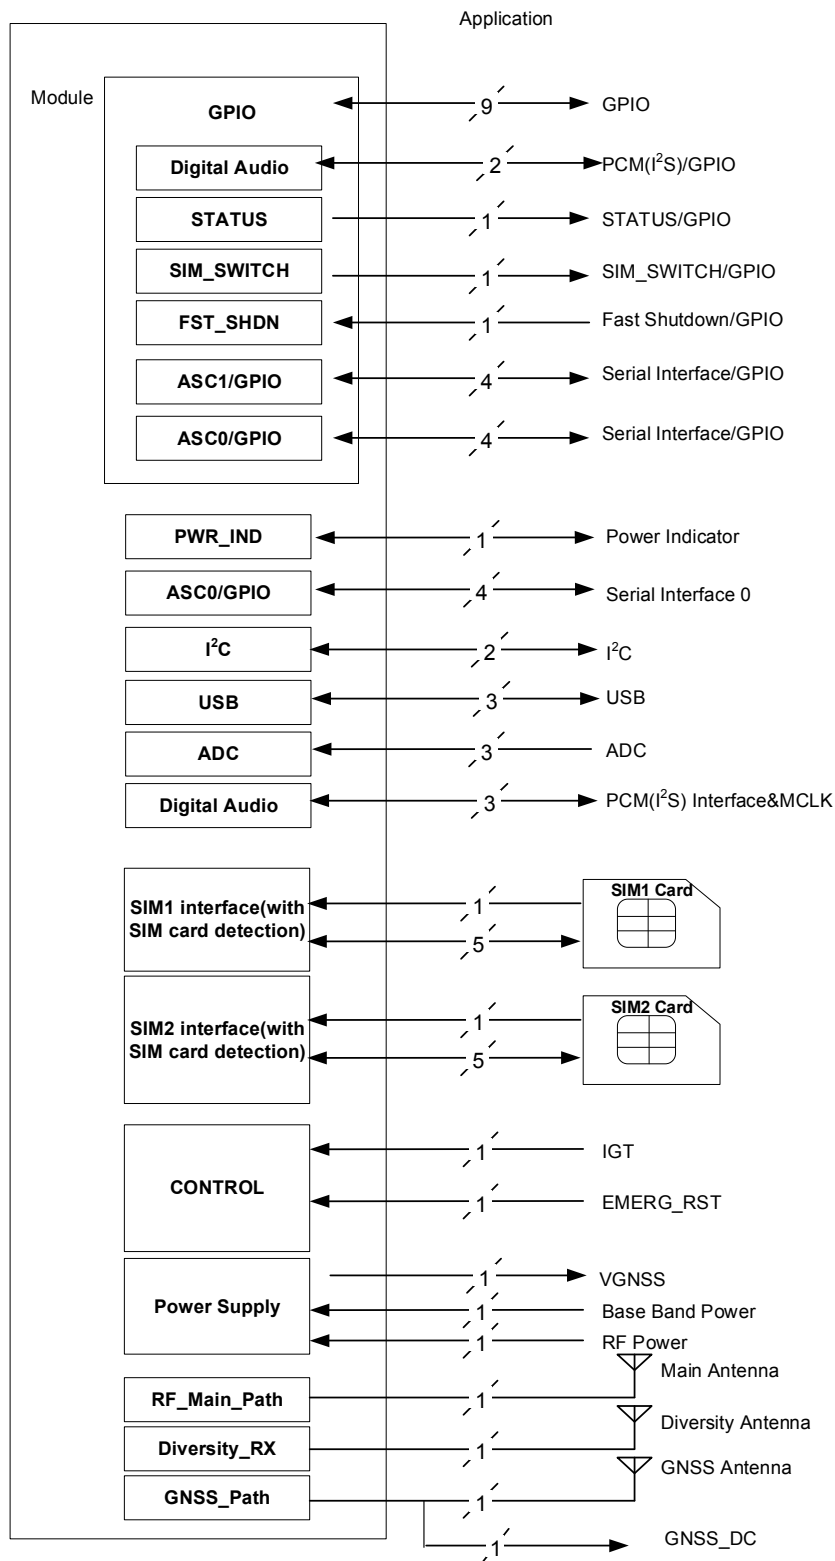 Application
Module
GPIO
9
GPIO
Digital Audio
2
PCM(I²S)/GPIO
STATUS
1
STATUS/GPIO
SIM_SWITCH
1
SIM_SWITCH/GPIO
FST_SHDN
1
Fast Shutdown/GPIO
ASC1/GPIO
4
Serial Interface/GPIO
ASC0/GPIO
4
Serial Interface/GPIO
PWR_IND
1
Power Indicator
ASC0/GPIO
4
Serial Interface 0
I²C
2
I²C
USB
3
USB
ADC
3
ADC
Digital Audio
3
PCM(I²S) Interface&MCLK
SIM1 interface(with
SIM card detection)
1
5
SIM1 Card
SIM2 interface(with
SIM card detection)
1
5
SIM2 Card
CONTROL
1
IGT
1
EMERG_RST
Power Supply
1
VGNSS
1
Base Band Power
1
RF Power
RF_Main_Path
1
Main Antenna
Diversity_RX
1
Diversity Antenna
GNSS_Path
1
GNSS Antenna
1
GNSS_DC